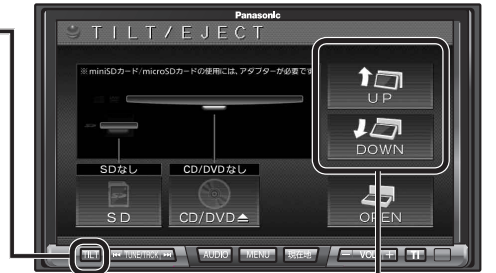 Panasonic
TILT/EJECT
※miniSDカード/microSDカードの使用には、アダプターが必要です
UP
DOWN
SDなし
CD/DVDなし
SD
CD/DVD⏏
OPEN
TILT
⏮ TUNE/TRACK ⏭
AUDIO
MENU
現在地
− VOL +
TI